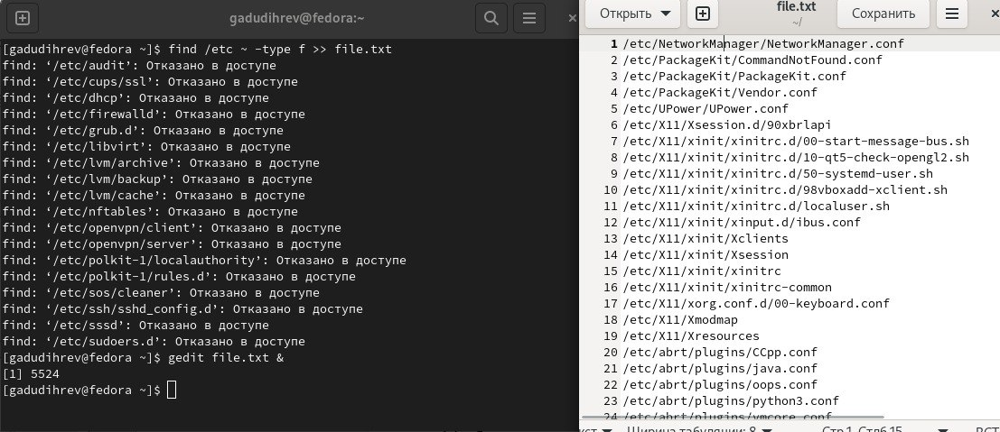 gadudihrev@fedora:~
[gadudihrev@fedora ~]$ find /etc ~ -type f >> file.txt
find: ‘/etc/audit’: Отказано в доступе
find: ‘/etc/cups/ssl’: Отказано в доступе
find: ‘/etc/dhcp’: Отказано в доступе
find: ‘/etc/firewalld’: Отказано в доступе
find: ‘/etc/grub.d’: Отказано в доступе
find: ‘/etc/libvirt’: Отказано в доступе
find: ‘/etc/lvm/archive’: Отказано в доступе
find: ‘/etc/lvm/backup’: Отказано в доступе
find: ‘/etc/lvm/cache’: Отказано в доступе
find: ‘/etc/nftables’: Отказано в доступе
find: ‘/etc/openvpn/client’: Отказано в доступе
find: ‘/etc/openvpn/server’: Отказано в доступе
find: ‘/etc/polkit-1/localauthority’: Отказано в доступе
find: ‘/etc/polkit-1/rules.d’: Отказано в доступе
find: ‘/etc/sos/cleaner’: Отказано в доступе
find: ‘/etc/ssh/sshd_config.d’: Отказано в доступе
find: ‘/etc/sssd’: Отказано в доступе
find: ‘/etc/sudoers.d’: Отказано в доступе
[gadudihrev@fedora ~]$ gedit file.txt &
[1] 5524
[gadudihrev@fedora ~]$
Открыть
file.txt
~/
Сохранить
1 /etc/NetworkManager/NetworkManager.conf
2 /etc/PackageKit/CommandNotFound.conf
3 /etc/PackageKit/PackageKit.conf
4 /etc/PackageKit/Vendor.conf
5 /etc/UPower/UPower.conf
6 /etc/X11/Xsession.d/90xbrlapi
7 /etc/X11/xinit/xinitrc.d/00-start-message-bus.sh
8 /etc/X11/xinit/xinitrc.d/10-qt5-check-opengl2.sh
9 /etc/X11/xinit/xinitrc.d/50-systemd-user.sh
10 /etc/X11/xinit/xinitrc.d/98vboxadd-xclient.sh
11 /etc/X11/xinit/xinitrc.d/localuser.sh
12 /etc/X11/xinit/xinput.d/ibus.conf
13 /etc/X11/xinit/Xclients
14 /etc/X11/xinit/Xsession
15 /etc/X11/xinit/xinitrc
16 /etc/X11/xinit/xinitrc-common
17 /etc/X11/xorg.conf.d/00-keyboard.conf
18 /etc/X11/Xmodmap
19 /etc/X11/Xresources
20 /etc/abrt/plugins/CCpp.conf
21 /etc/abrt/plugins/java.conf
22 /etc/abrt/plugins/oops.conf
23 /etc/abrt/plugins/python3.conf
24 /etc/abrt/plugins/vmcore.conf
Ширина табуляции: 8